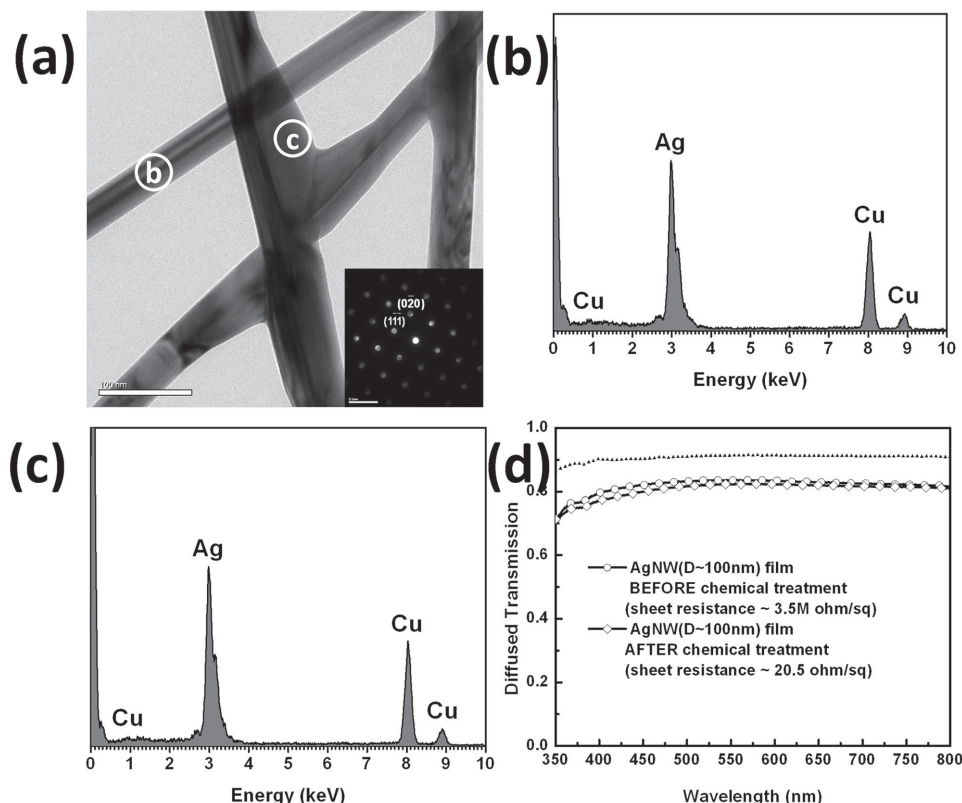 (a)
b
c
100 nm
(0̄20)
(1̄11̄)
(b)
Ag
Cu
Cu
Cu
0 1 2 3 4 5 6 7 8 9 10
Energy (keV)
(c)
Ag
Cu
Cu
Cu
0 1 2 3 4 5 6 7 8 9 10
Energy (keV)
(d)
1.0
0.8
0.6
0.4
0.2
0.0
Diffused Transmission
AgNW(D~100nm) film
BEFORE chemical treatment
(sheet resistance ~ 3.5M ohm/sq)
AgNW(D~100nm) film
AFTER chemical treatment
(sheet resistance ~ 20.5 ohm/sq)
350 400 450 500 550 600 650 700 750 800
Wavelength (nm)